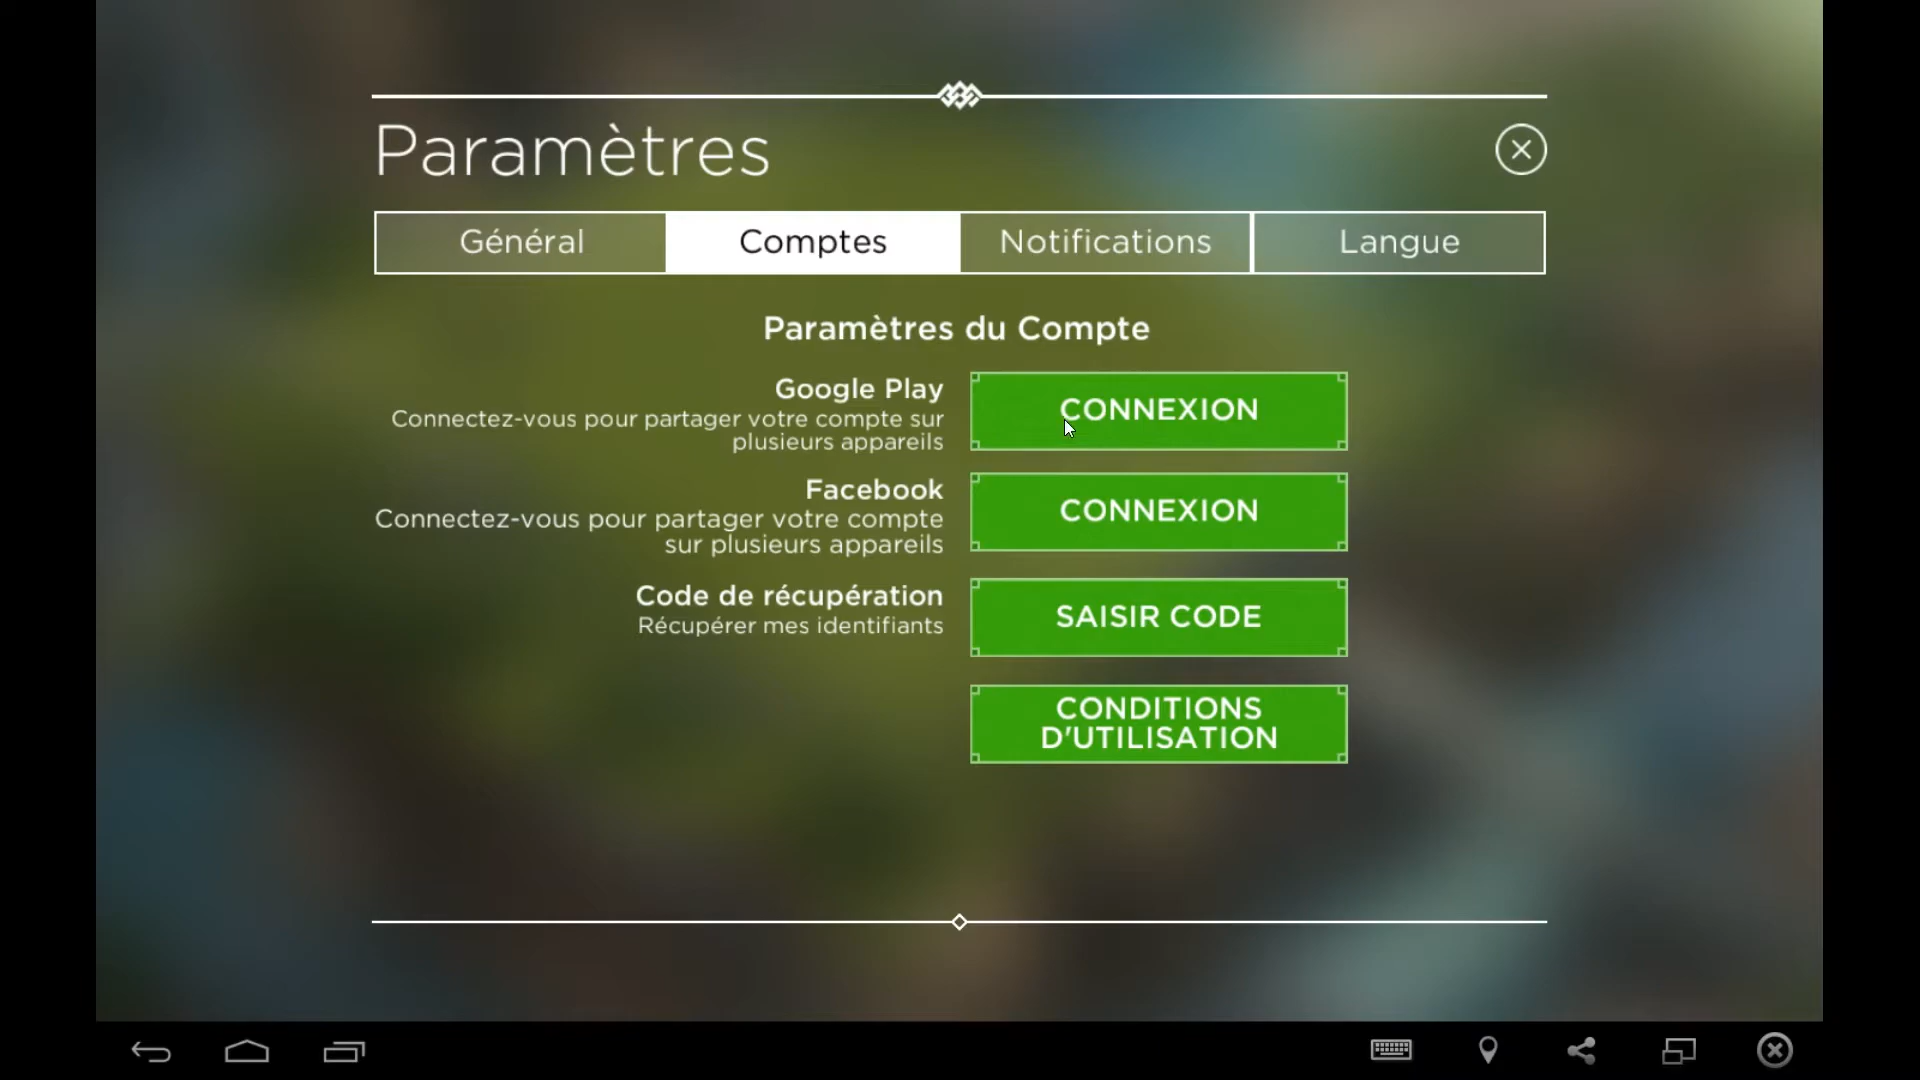 Paramètres
Général
Comptes
Notifications
Langue
Paramètres du Compte
Google Play
Connectez-vous pour partager votre compte sur
plusieurs appareils
CONNEXION
Facebook
Connectez-vous pour partager votre compte
sur plusieurs appareils
CONNEXION
Code de récupération
Récupérer mes identifiants
SAISIR CODE
CONDITIONS
D'UTILISATION